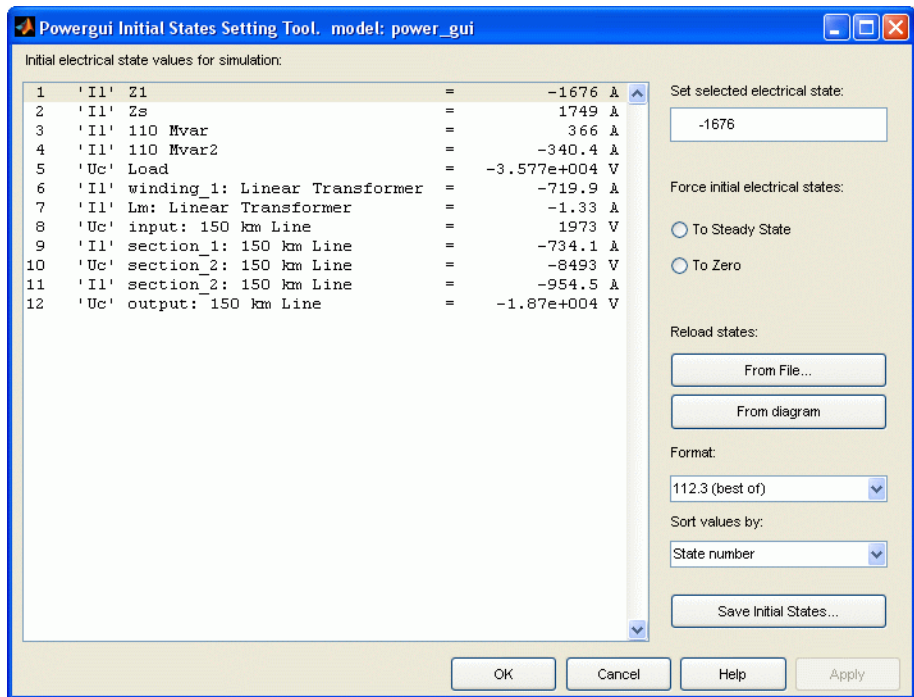 Powergui Initial States Setting Tool. model: power_gui
Initial electrical state values for simulation:
1 'Il' Z1 = -1676 A
2 'Il' Zs = 1749 A
3 'Il' 110 Mvar = 366 A
4 'Il' 110 Mvar2 = -340.4 A
5 'Uc' Load = -3.577e+004 V
6 'Il' winding_1: Linear Transformer = -719.9 A
7 'Il' Lm: Linear Transformer = -1.33 A
8 'Uc' input: 150 km Line = 1973 V
9 'Il' section_1: 150 km Line = -734.1 A
10 'Uc' section_2: 150 km Line = -8493 V
11 'Il' section_2: 150 km Line = -954.5 A
12 'Uc' output: 150 km Line = -1.87e+004 V
Set selected electrical state:
-1676
Force initial electrical states:
To Steady State
To Zero
Reload states:
From File...
From diagram
Format:
112.3 (best of)
Sort values by:
State number
Save Initial States...
OK Cancel Help Apply